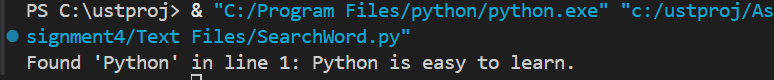 PS C:\ustproj> & "C:/Program Files/python/python.exe" "c:/ustproj/As
signment4/Text Files/SearchWord.py"
Found 'Python' in line 1: Python is easy to learn.